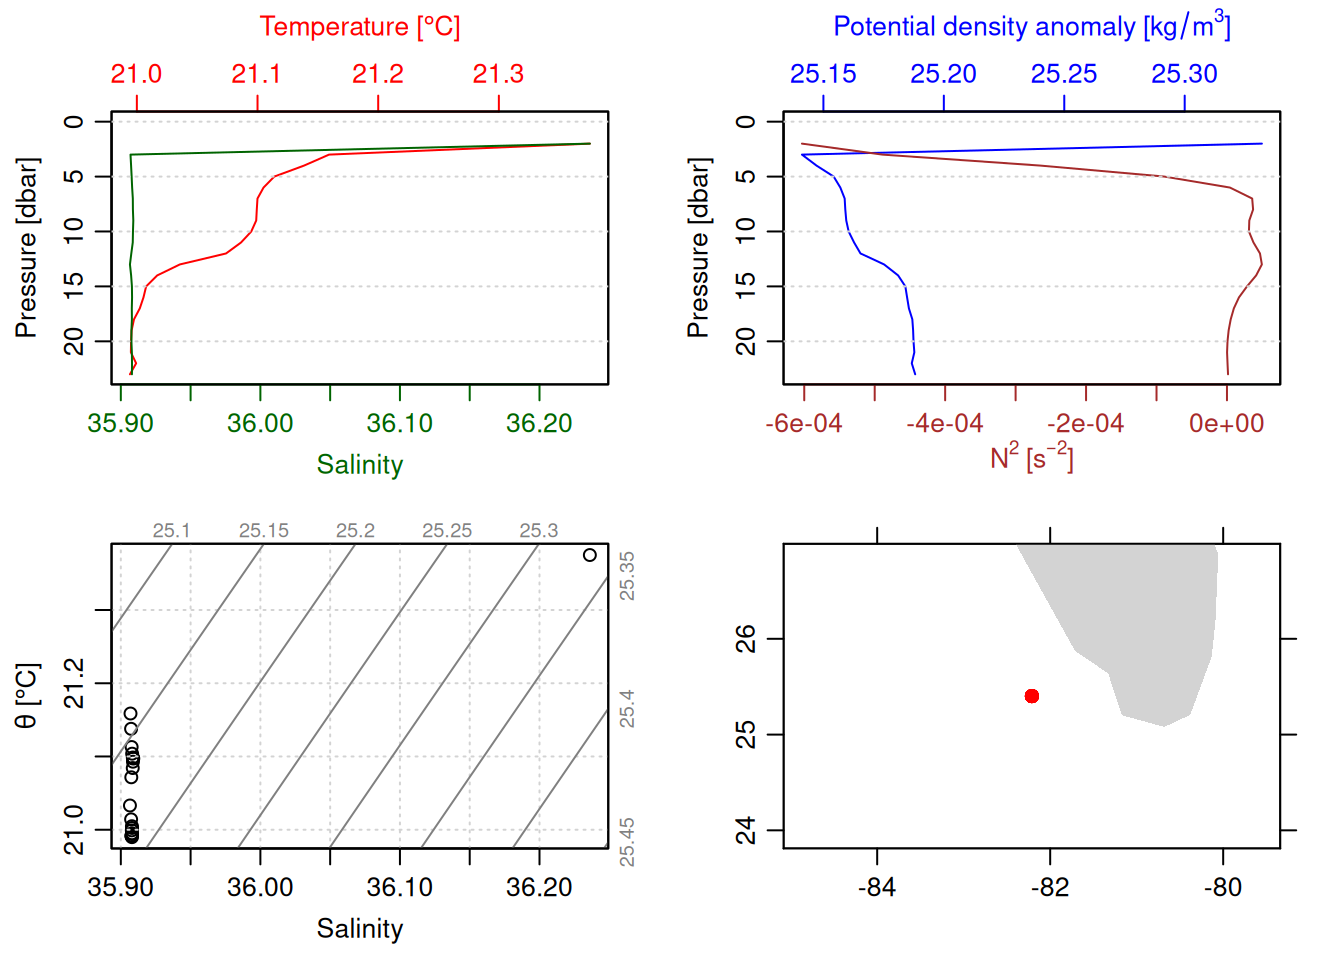 Temperature [°C]
21.0 21.1 21.2 21.3
Pressure [dbar]
0
5
10
15
20
35.90 36.00 36.10 36.20
Salinity
Potential density anomaly [kg/m³]
25.15 25.20 25.25 25.30
Pressure [dbar]
0
5
10
15
20
-6e-04 -4e-04 -2e-04 0e+00
N² [s⁻²]
25.1 25.15 25.2 25.25 25.3
25.35
25.4
25.45
θ [°C]
21.2
21.0
35.90 36.00 36.10 36.20
Salinity
26
25
24
-84 -82 -80